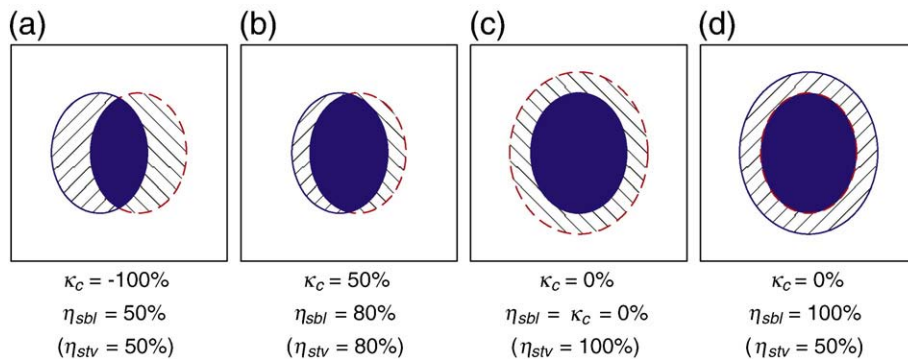 (a) (b) (c) (d)
κc = -100% κc = 50% κc = 0% κc = 0%
ηsbl = 50% ηsbl = 80% ηsbl = κc = 0% ηsbl = 100%
(ηstv = 50%) (ηstv = 80%) (ηstv = 100%) (ηstv = 50%)